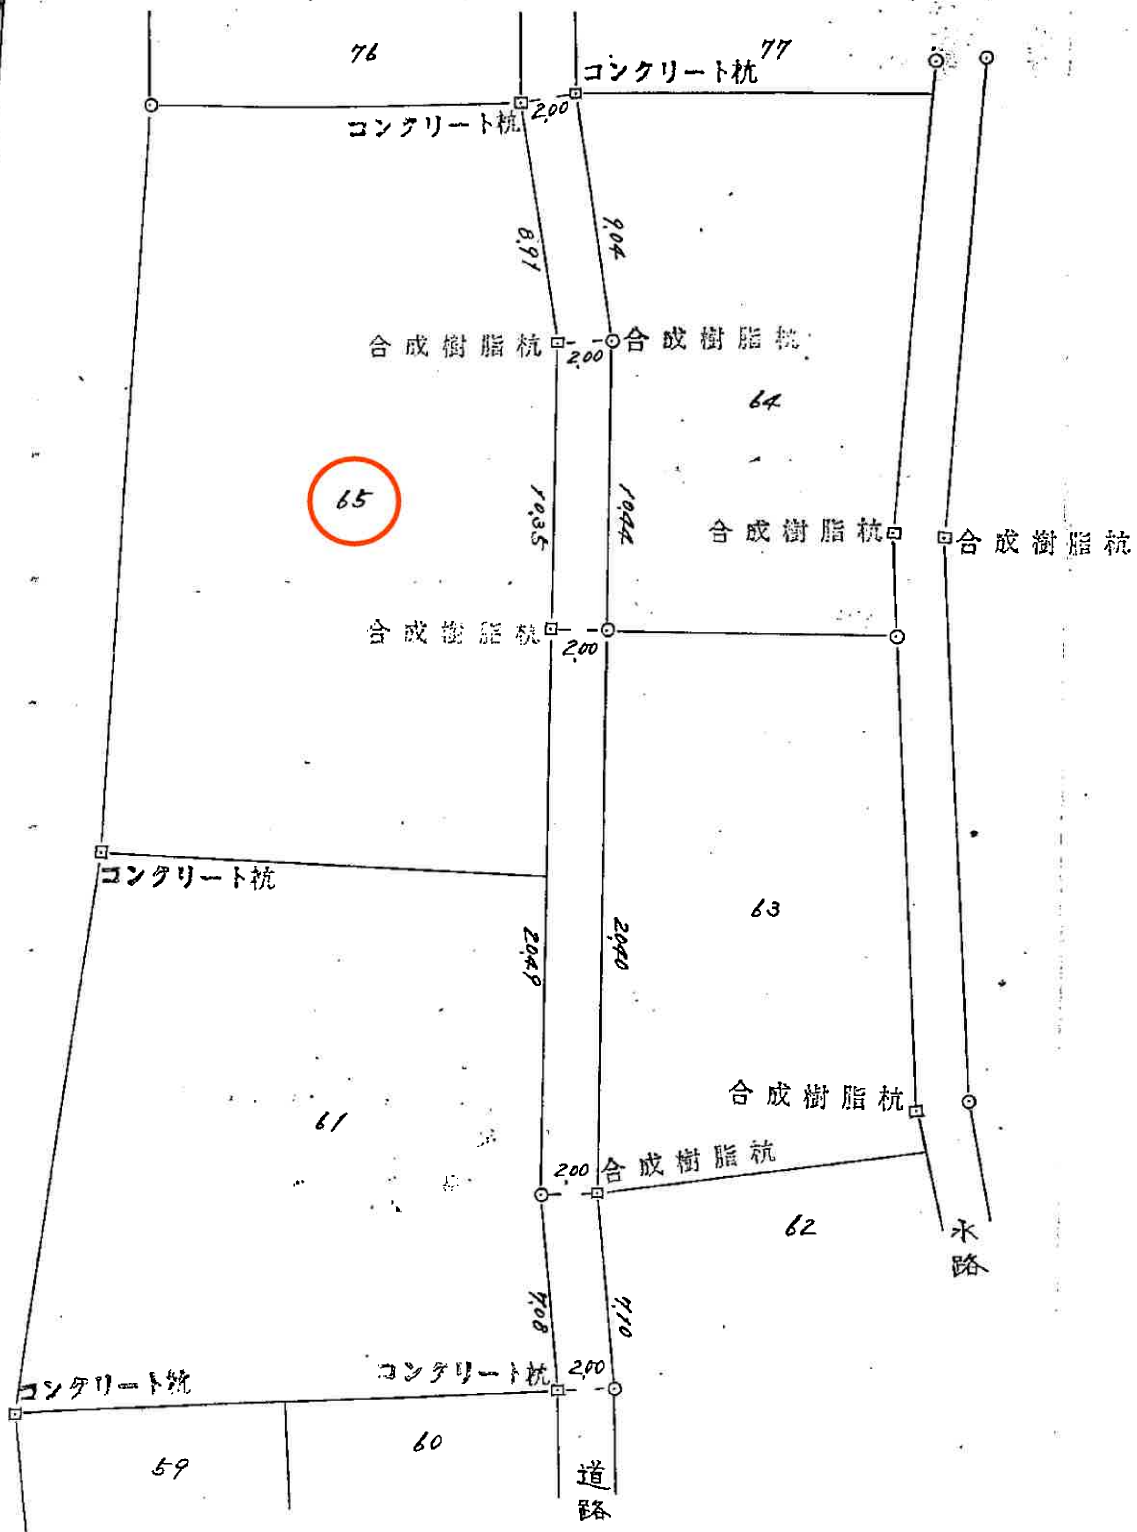 76
77
コンクリート杭
2.00
コンクリート杭
8.91
9.04
合成樹脂杭
2.00
合成樹脂杭
64
65
10.35
10.44
合成樹脂杭
合成樹脂杭
合成樹脂杭
2.00
コンクリート杭
63
20.49
20.40
合成樹脂杭
61
2.00
合成樹脂杭
62
水路
7.08
7.10
コンクリート杭
コンクリート杭
2.00
59
60
道路